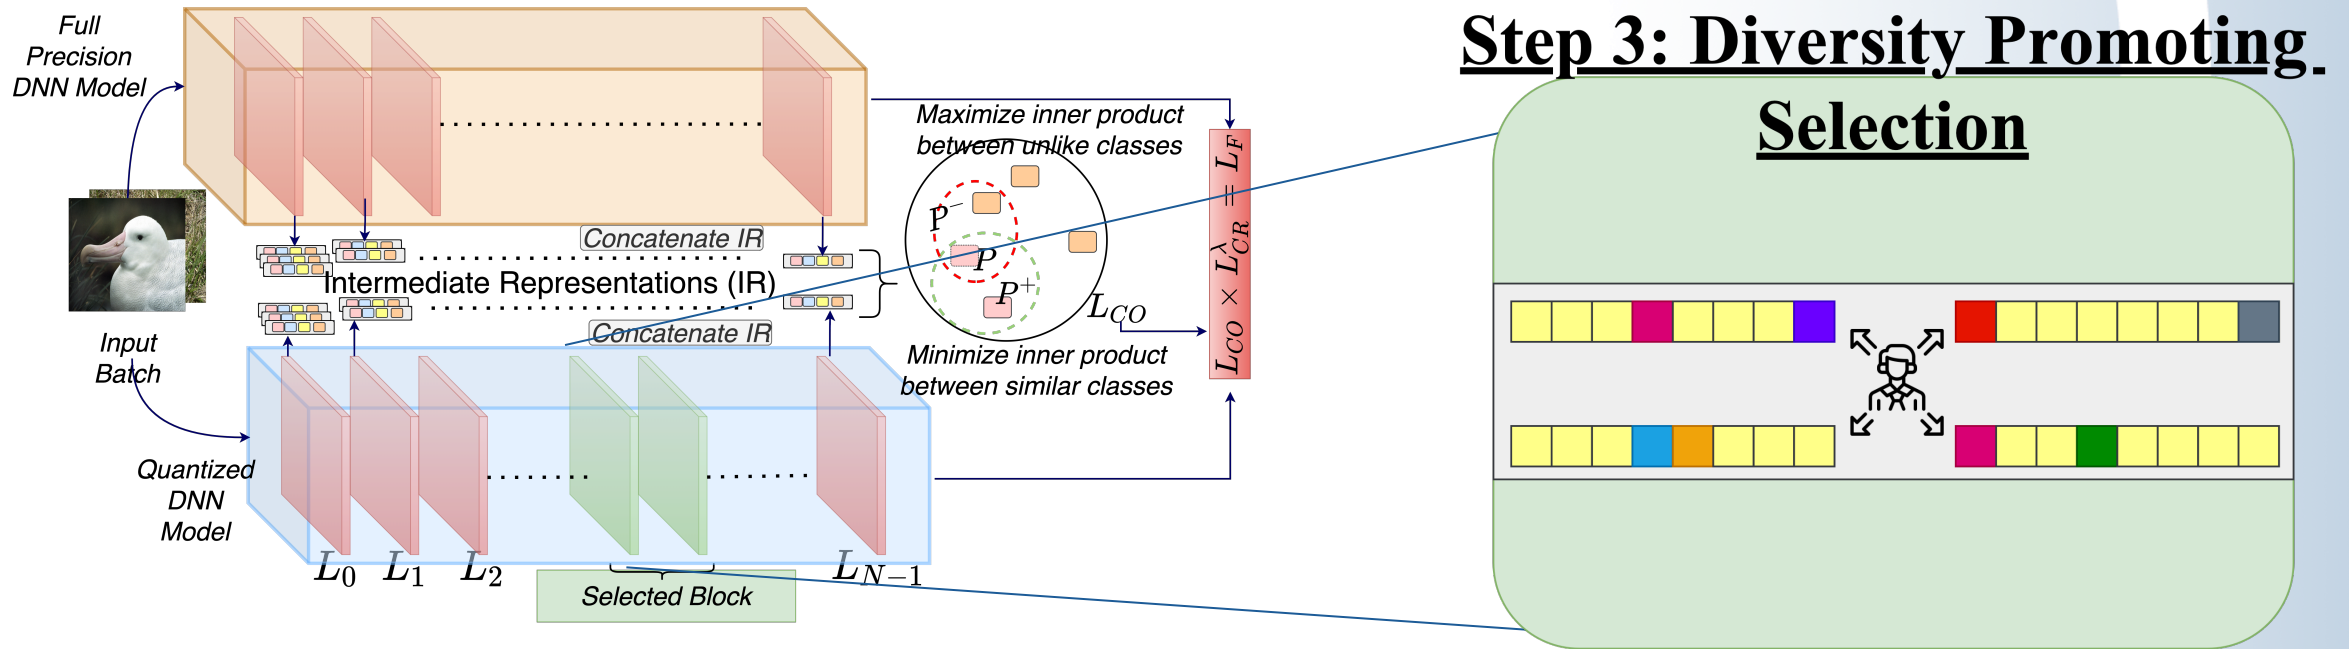 Full
Precision
DNN Model
Input
Batch
Quantized
DNN
Model
Concatenate IR
Intermediate Representations (IR)
Concatenate IR
L_0
L_1
L_2
L_{N-1}
Selected Block
Maximize inner product
between unlike classes
P^-
P
P^+
L_{CO}
Minimize inner product
between similar classes
L_{CO} × L_{CR}^λ = L_F
Step 3: Diversity Promoting
Selection